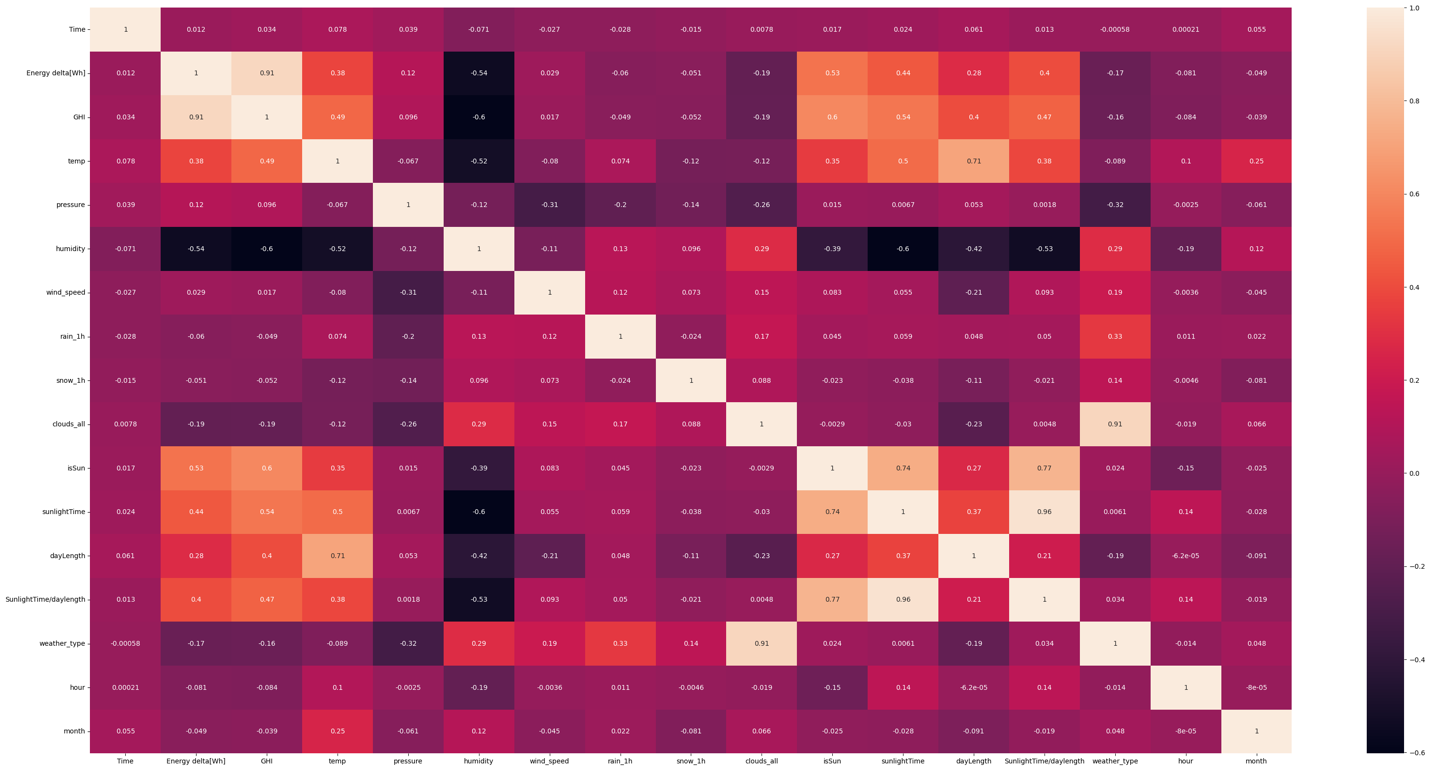 Time 1 0.012 0.034 0.078 0.039 -0.071 -0.027 -0.028 -0.015 0.0078 0.017 0.024 0.061 0.013 -0.00058 0.00021 0.055
Energy delta[Wh] 0.012 1 0.91 0.38 0.12 -0.54 0.029 -0.06 -0.051 -0.19 0.53 0.44 0.28 0.4 -0.17 -0.081 -0.049
GHI 0.034 0.91 1 0.49 0.096 -0.6 0.017 -0.049 -0.052 -0.19 0.6 0.54 0.4 0.47 -0.16 -0.084 -0.039
temp 0.078 0.38 0.49 1 -0.067 -0.52 -0.08 0.074 -0.12 -0.12 0.35 0.5 0.71 0.38 -0.089 0.1 0.25
pressure 0.039 0.12 0.096 -0.067 1 -0.12 -0.31 -0.2 -0.14 -0.26 0.015 0.0067 0.053 0.0018 -0.32 -0.0025 -0.061
humidity -0.071 -0.54 -0.6 -0.52 -0.12 1 -0.11 0.13 0.096 0.29 -0.39 -0.6 -0.42 -0.53 0.29 -0.19 0.12
wind_speed -0.027 0.029 0.017 -0.08 -0.31 -0.11 1 0.12 0.073 0.15 0.083 0.055 -0.21 0.093 0.19 -0.0036 -0.045
rain_1h -0.028 -0.06 -0.049 0.074 -0.2 0.13 0.12 1 -0.024 0.17 0.045 0.059 0.048 0.05 0.33 0.011 0.022
snow_1h -0.015 -0.051 -0.052 -0.12 -0.14 0.096 0.073 -0.024 1 0.088 -0.023 -0.038 -0.11 -0.021 0.14 -0.0046 -0.081
clouds_all 0.0078 -0.19 -0.19 -0.12 -0.26 0.29 0.15 0.17 0.088 1 -0.0029 -0.03 -0.23 0.0048 0.91 -0.019 0.066
isSun 0.017 0.53 0.6 0.35 0.015 -0.39 0.083 0.045 -0.023 -0.0029 1 0.74 0.27 0.77 0.024 -0.15 -0.025
sunlightTime 0.024 0.44 0.54 0.5 0.0067 -0.6 0.055 0.059 -0.038 -0.03 0.74 1 0.37 0.96 0.0061 0.14 -0.028
dayLength 0.061 0.28 0.4 0.71 0.053 -0.42 -0.21 0.048 -0.11 -0.23 0.27 0.37 1 0.21 -0.19 -6.2e-05 -0.091
SunlightTime/daylength 0.013 0.4 0.47 0.38 0.0018 -0.53 0.093 0.05 -0.021 0.0048 0.77 0.96 0.21 1 0.034 0.14 -0.019
weather_type -0.00058 -0.17 -0.16 -0.089 -0.32 0.29 0.19 0.33 0.14 0.91 0.024 0.0061 -0.19 0.034 1 -0.014 0.048
hour 0.00021 -0.081 -0.084 0.1 -0.0025 -0.19 -0.0036 0.011 -0.0046 -0.019 -0.15 0.14 -6.2e-05 0.14 -0.014 1 -8e-05
month 0.055 -0.049 -0.039 0.25 -0.061 0.12 -0.045 0.022 -0.081 0.066 -0.025 -0.028 -0.091 -0.019 0.048 -8e-05 1
Time Energy delta[Wh] GHI temp pressure humidity wind_speed rain_1h snow_1h clouds_all isSun sunlightTime dayLength SunlightTime/daylength weather_type hour month
1.0
0.8
0.6
0.4
0.2
0.0
−0.2
−0.4
−0.6